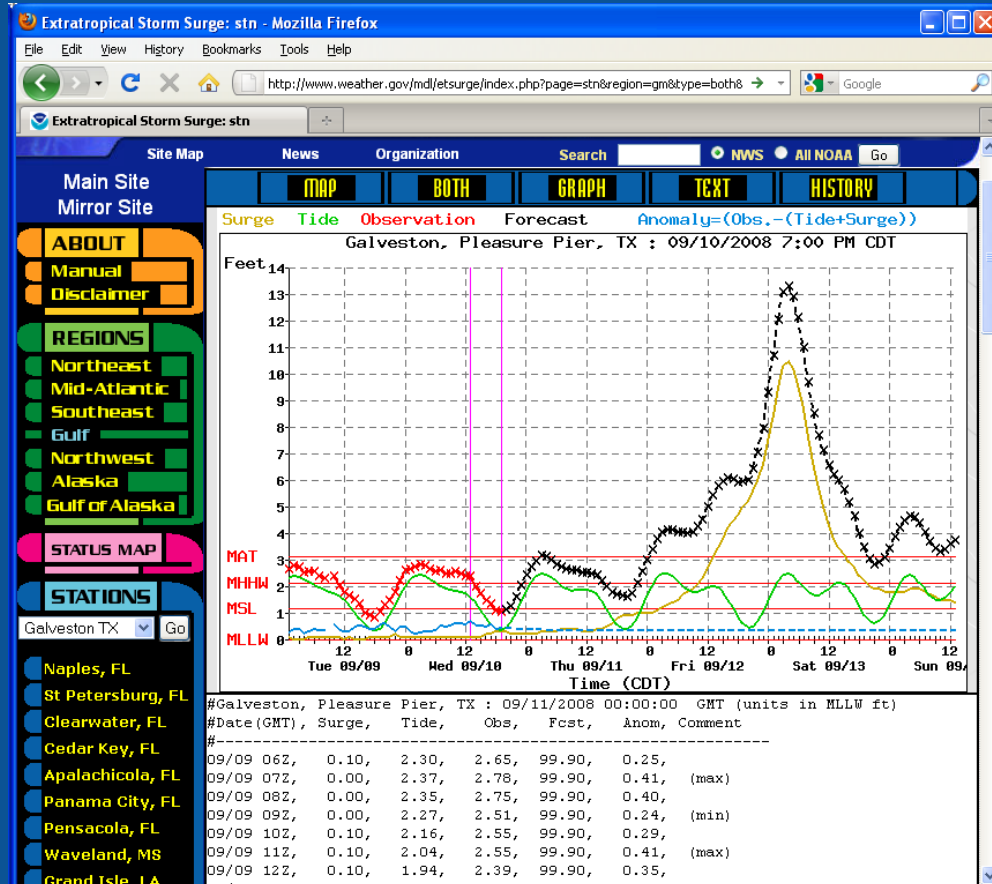 Extratropical Storm Surge: stn - Mozilla Firefox
File Edit View History Bookmarks Tools Help
http://www.weather.gov/mdl/etsurge/index.php?page=stn&region=gm&type=both&
Google
Extratropical Storm Surge: stn
Site Map News Organization Search NWS All NOAA Go
Main Site
Mirror Site
MAP BOTH GRAPH TEXT HISTORY
ABOUT
Manual
Disclaimer
REGIONS
Northeast
Mid-Atlantic
Southeast
Gulf
Northwest
Alaska
Gulf of Alaska
STATUS MAP
STATIONS
Galveston TX Go
Naples, FL
St Petersburg, FL
Clearwater, FL
Cedar Key, FL
Apalachicola, FL
Panama City, FL
Pensacola, FL
Waveland, MS
Grand Isle, LA
Surge Tide Observation Forecast Anomaly=(Obs.-(Tide+Surge))
Galveston, Pleasure Pier, TX : 09/10/2008 7:00 PM CDT
Feet
14
13
12
11
10
9
8
7
6
5
4
3
2
1
0
MAT
MHHW
MSL
MLLW
12 0 12 0 12 0 12 0 12 0 12
Tue 09/09 Wed 09/10 Thu 09/11 Fri 09/12 Sat 09/13 Sun 09/
Time (CDT)
#Galveston, Pleasure Pier, TX : 09/11/2008 00:00:00 GMT (units in MLLW ft)
#Date(GMT), Surge, Tide, Obs, Fcst, Anom, Comment
#------------------------------------------------------------------
09/09 06Z, 0.10, 2.30, 2.65, 99.90, 0.25,
09/09 07Z, 0.00, 2.37, 2.78, 99.90, 0.41, (max)
09/09 08Z, 0.00, 2.35, 2.75, 99.90, 0.40,
09/09 09Z, 0.00, 2.27, 2.51, 99.90, 0.24, (min)
09/09 10Z, 0.10, 2.16, 2.55, 99.90, 0.29,
09/09 11Z, 0.10, 2.04, 2.55, 99.90, 0.41, (max)
09/09 12Z, 0.10, 1.94, 2.39, 99.90, 0.35,